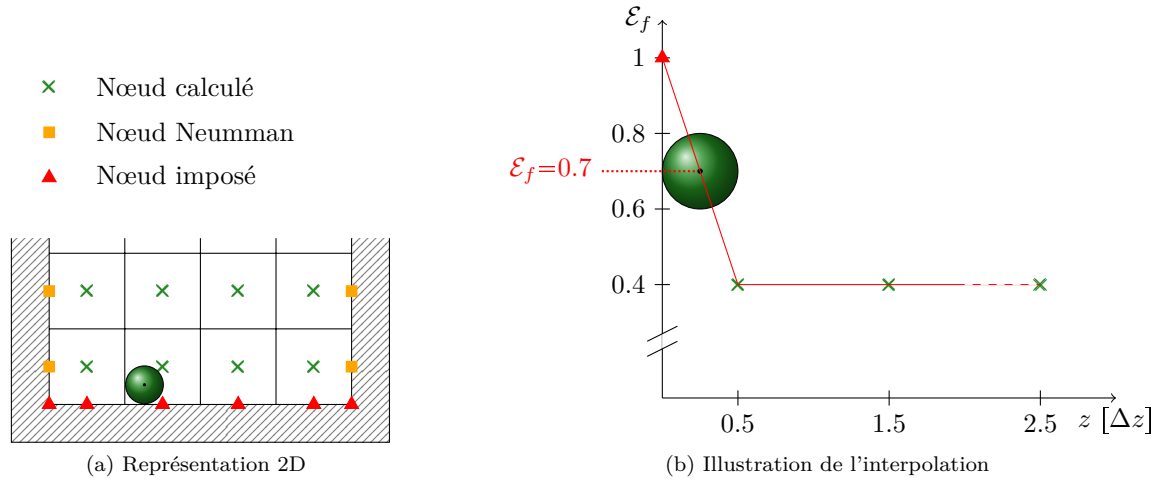 Nœud calculé
Nœud Neumman
Nœud imposé
(a) Représentation 2D
ℰ_f
1
0.8
ℰ_f=0.7
0.6
0.4
0.5 1.5 2.5 z [Δz]
(b) Illustration de l'interpolation